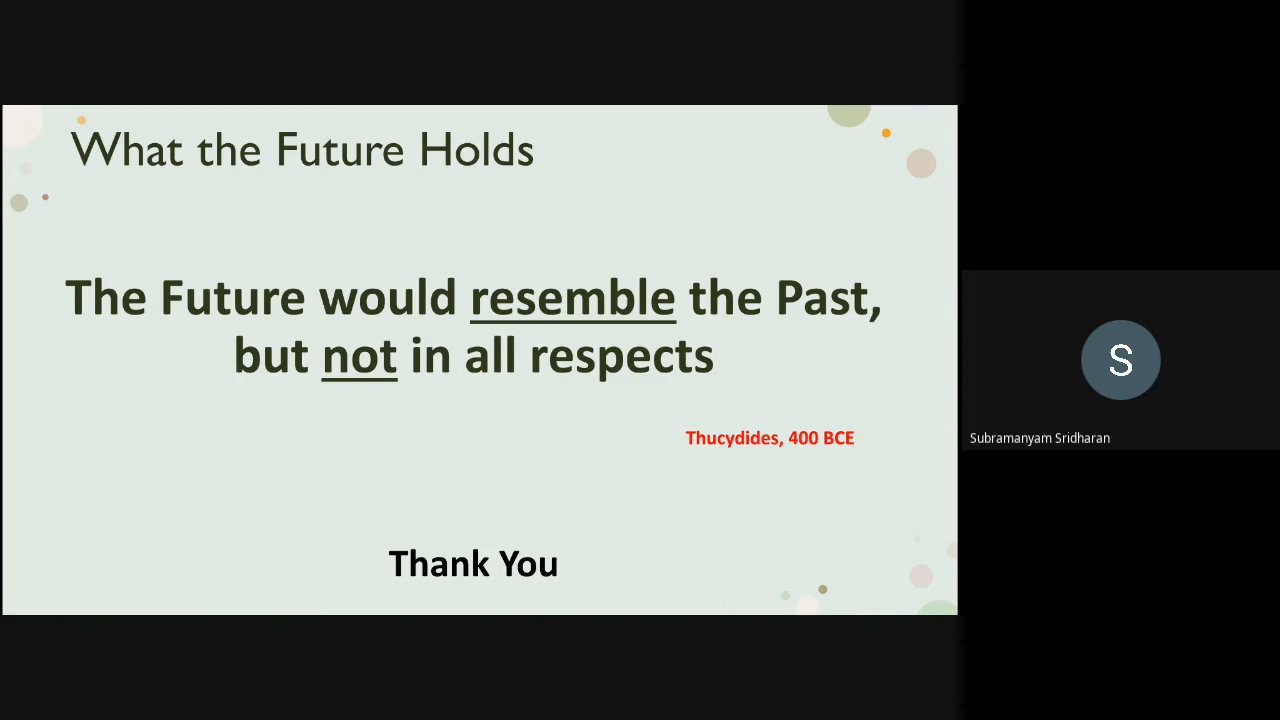 What the Future Holds
The Future would resemble the Past,
but not in all respects
Thucydides, 400 BCE
Thank You
S
Subramanyam Sridharan